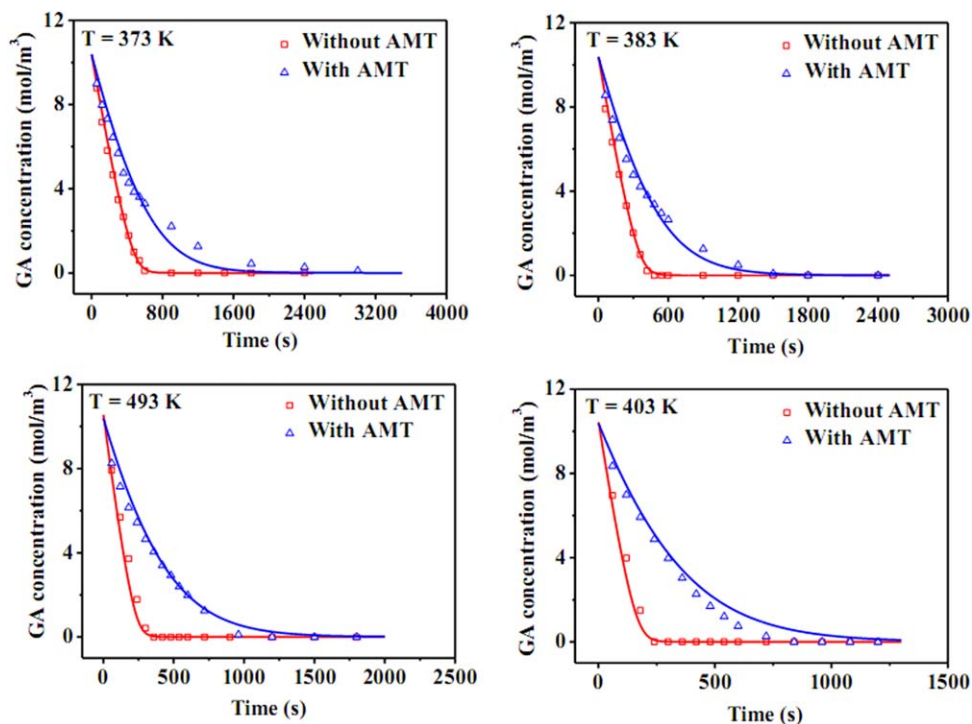 12
8
4
0
GA concentration (mol/m³)
T = 373 K
Without AMT
With AMT
0 800 1600 2400 3200 4000
Time (s)
12
8
4
0
GA concentration (mol/m³)
T = 383 K
Without AMT
With AMT
0 600 1200 1800 2400 3000
Time (s)
12
8
4
0
GA concentration (mol/m³)
T = 493 K
Without AMT
With AMT
0 500 1000 1500 2000 2500
Time (s)
12
8
4
0
GA concentration (mol/m³)
T = 403 K
Without AMT
With AMT
0 500 1000 1500
Time (s)